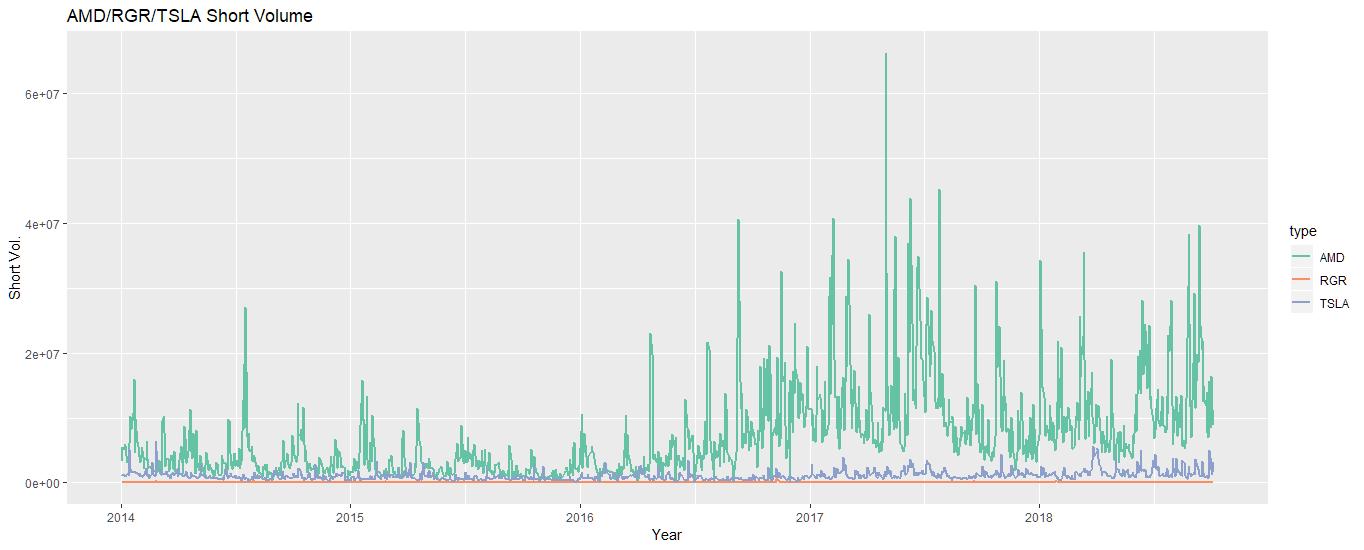 AMD/RGR/TSLA Short Volume
6e+07
4e+07
2e+07
0e+00
Short Vol.
2014 2015 2016 2017 2018
Year
type
AMD
RGR
TSLA